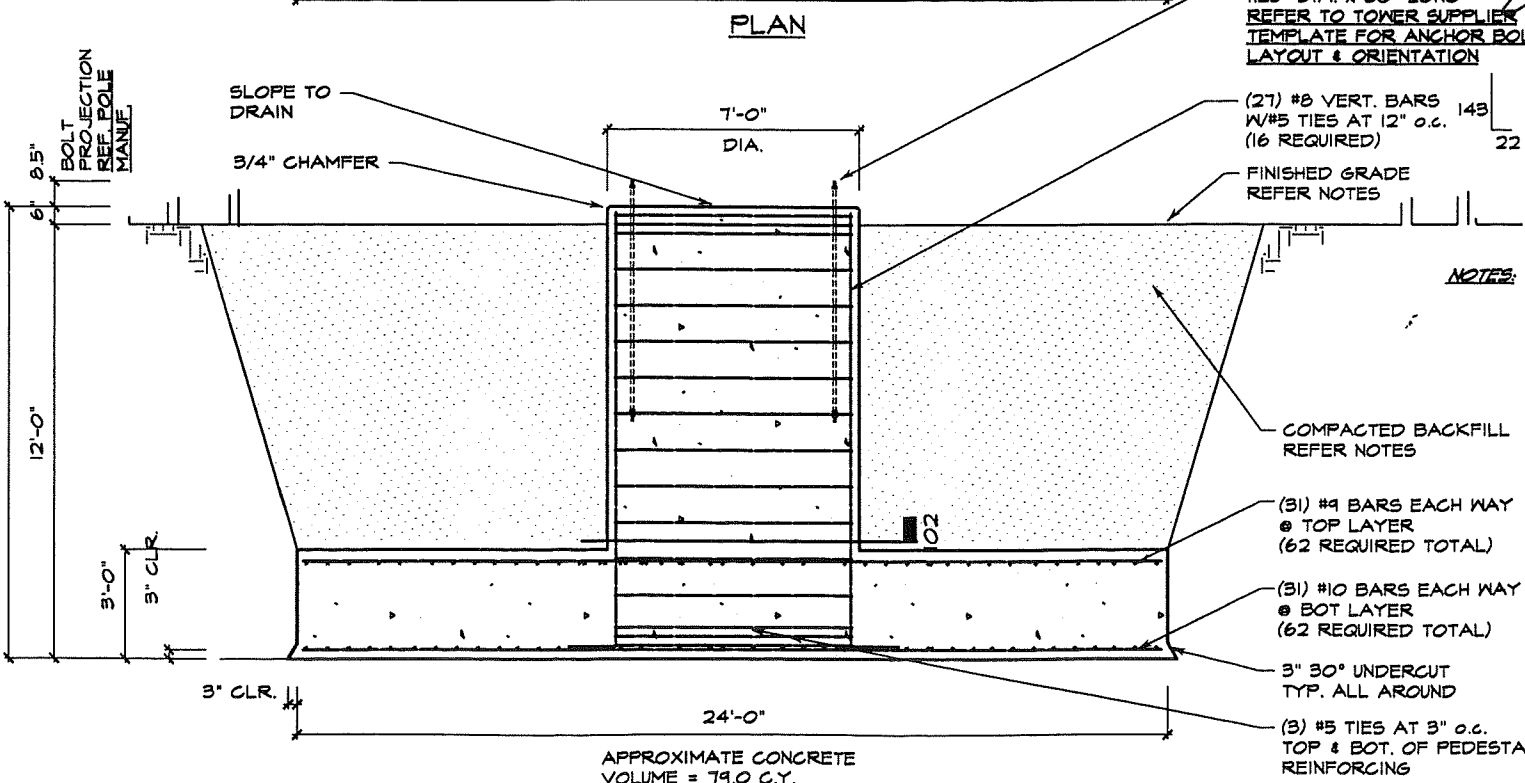 PLAN
REFER TO TOWER SUPPLIER
TEMPLATE FOR ANCHOR
LAYOUT & ORIENTATION
BOLT
PROJECTION
REF. POLE
MANUF.
8.5"
6"
SLOPE TO
DRAIN
3/4" CHAMFER
7'-0"
DIA.
(27) #8 VERT. BARS
W/#5 TIES AT 12" o.c.
(16 REQUIRED)
143
22
FINISHED GRADE
REFER NOTES
NOTES:
12'-0"
COMPACTED BACKFILL
REFER NOTES
(31) #9 BARS EACH WAY
@ TOP LAYER
(62 REQUIRED TOTAL)
3'-0"
3" CLR.
(31) #10 BARS EACH WAY
@ BOT LAYER
(62 REQUIRED TOTAL)
3" 30° UNDERCUT
TYP. ALL AROUND
3" CLR.
24'-0"
(3) #5 TIES AT 3" o.c.
TOP & BOT. OF
REINFORCING
APPROXIMATE CONCRETE
VOLUME = 79.0 C.Y.